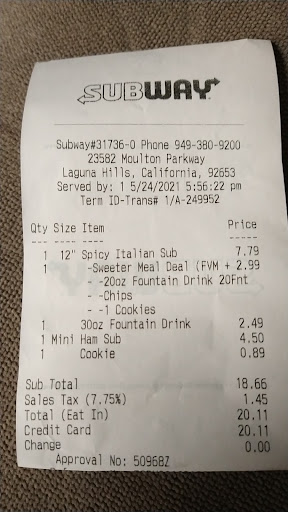 SUBWAY
Subway#31736-0 Phone 949-380-9200
23582 Moulton Parkway
Laguna Hills, California, 92653
Served by: 1 5/24/2021 5:56:22 pm
Term ID-Trans# 1/A-249952
Qty Size Item Price
--- ---- ---- -----
1 12" Spicy Italian Sub 7.79
1 -Sweeter Meal Deal (FVM + 2.99
--20oz Fountain Drink 20Fnt
-Chips
--1 Cookies
1 30oz Fountain Drink 2.49
1 Mini Ham Sub 4.50
1 Cookie 0.89
Sub Total 18.66
Sales Tax (7.75%) 1.45
Total (Eat In) 20.11
Credit Card 20.11
Change 0.00
Approval No: 50968Z